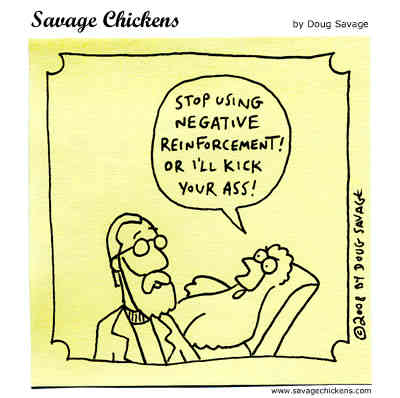 Savage Chickens
by Doug Savage
STOP USING
NEGATIVE
REINFORCEMENT!
OR I'LL KICK
YOUR ASS!
©2008 BY DOUG SAVAGE
www.savagechickens.com